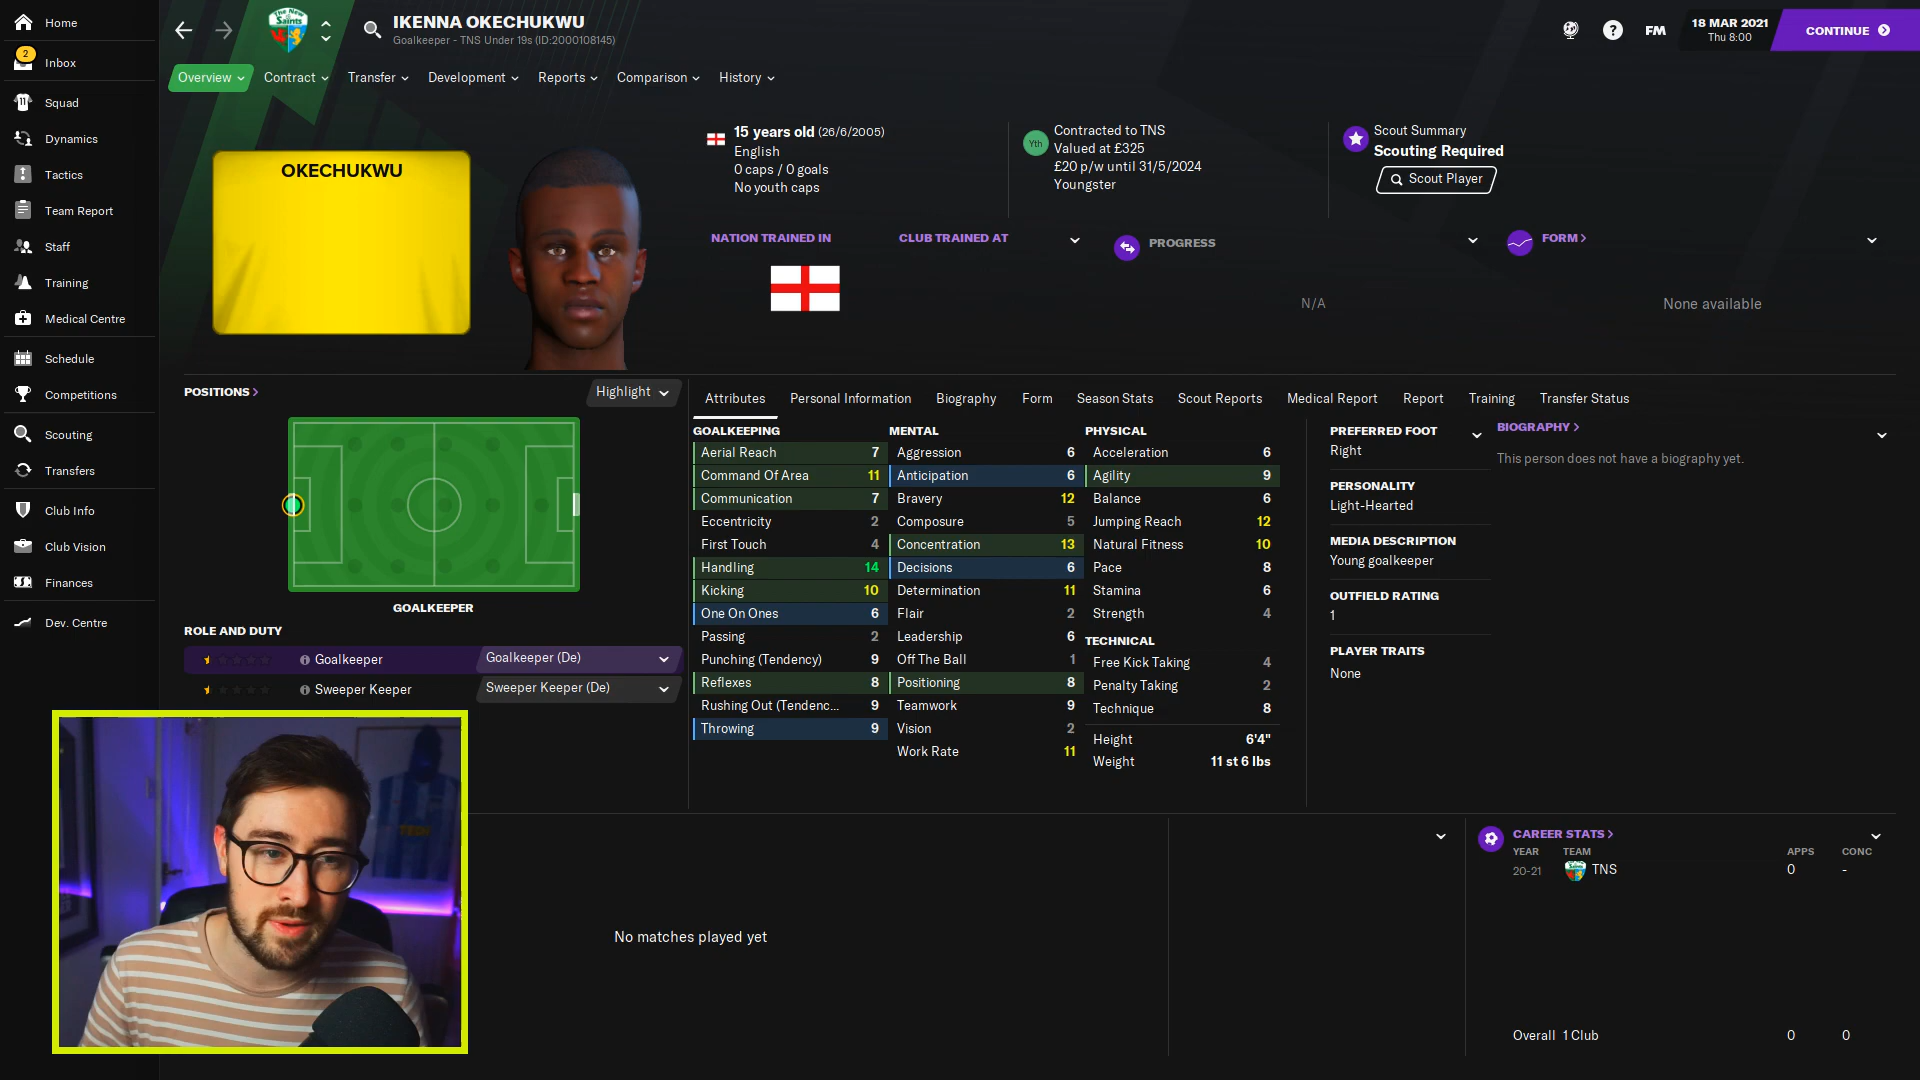 Home
2
Inbox
Squad
Dynamics
Tactics
Team Report
Staff
Training
Medical Centre
Schedule
Competitions
Scouting
Transfers
Club Info
Club Vision
Finances
Dev. Centre
IKENNA OKECHUKWU
Goalkeeper - TNS Under 19s (ID:2000108145)
FM
18 MAR 2021
Thu 8:00
CONTINUE
Overview
Contract
Transfer
Development
Reports
Comparison
History
OKECHUKWU
15 years old (26/6/2005)
English
0 caps / 0 goals
No youth caps
Yth
Contracted to TNS
Valued at £325
£20 p/w until 31/5/2024
Youngster
Scout Summary
Scouting Required
Scout Player
NATION TRAINED IN
CLUB TRAINED AT
PROGRESS
N/A
FORM
None available
POSITIONS
Highlight
GOALKEEPER
ROLE AND DUTY
Goalkeeper
Goalkeeper (De)
Sweeper Keeper
Sweeper Keeper (De)
Attributes
Personal Information
Biography
Form
Season Stats
Scout Reports
Medical Report
Report
Training
Transfer Status
GOALKEEPING
Aerial Reach 7
Command Of Area 11
Communication 7
Eccentricity 2
First Touch 4
Handling 14
Kicking 10
One On Ones 6
Passing 2
Punching (Tendency) 9
Reflexes 8
Rushing Out (Tendenc... 9
Throwing 9
MENTAL
Aggression 6
Anticipation 6
Bravery 12
Composure 5
Concentration 13
Decisions 6
Determination 11
Flair 2
Leadership 6
Off The Ball 1
Positioning 8
Teamwork 9
Vision 2
Work Rate 11
PHYSICAL
Acceleration 6
Agility 9
Balance 6
Jumping Reach 12
Natural Fitness 10
Pace 8
Stamina 6
Strength 4
TECHNICAL
Free Kick Taking 4
Penalty Taking 2
Technique 8
Height 6'4"
Weight 11 st 6 lbs
PREFERRED FOOT
Right
PERSONALITY
Light-Hearted
MEDIA DESCRIPTION
Young goalkeeper
OUTFIELD RATING
1
PLAYER TRAITS
None
BIOGRAPHY
This person does not have a biography yet.
No matches played yet
CAREER STATS
YEAR TEAM APPS CONC
20-21 TNS 0 -
Overall 1 Club 0 0